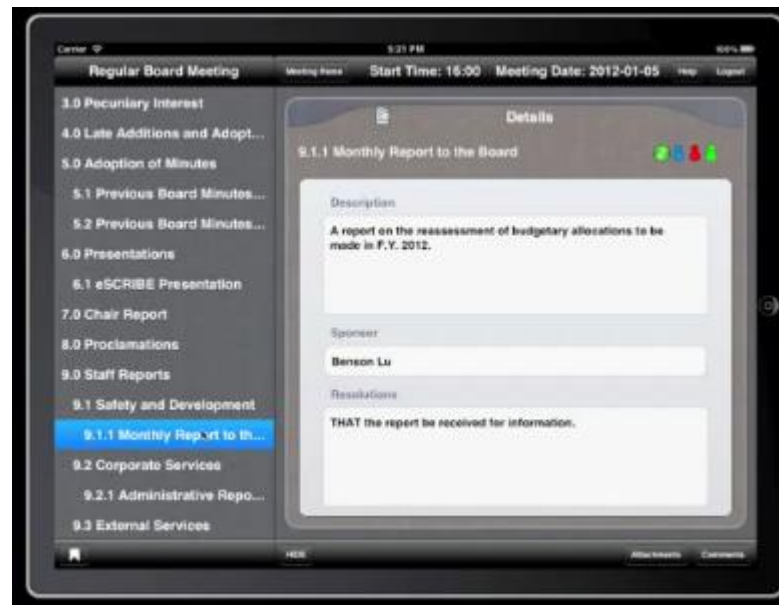 Carrier 5:21 PM 100%
Regular Board Meeting
Meeting Items Start Time: 16:00 Meeting Date: 2012-01-05 Help Logout
3.0 Pecuniary Interest
4.0 Late Additions and Adopt...
5.0 Adoption of Minutes
5.1 Previous Board Minutes...
5.2 Previous Board Minutes...
6.0 Presentations
6.1 eSCRIBE Presentation
7.0 Chair Report
8.0 Proclamations
9.0 Staff Reports
9.1 Safety and Development
9.1.1 Monthly Report to th...
9.2 Corporate Services
9.2.1 Administrative Repo...
9.3 External Services
Details
9.1.1 Monthly Report to the Board
Description
A report on the reassessment of budgetary allocations to be
made in F.Y. 2012.
Sponsor
Benson Lu
Resolutions
THAT the report be received for information.
HIDE Attachments Comments